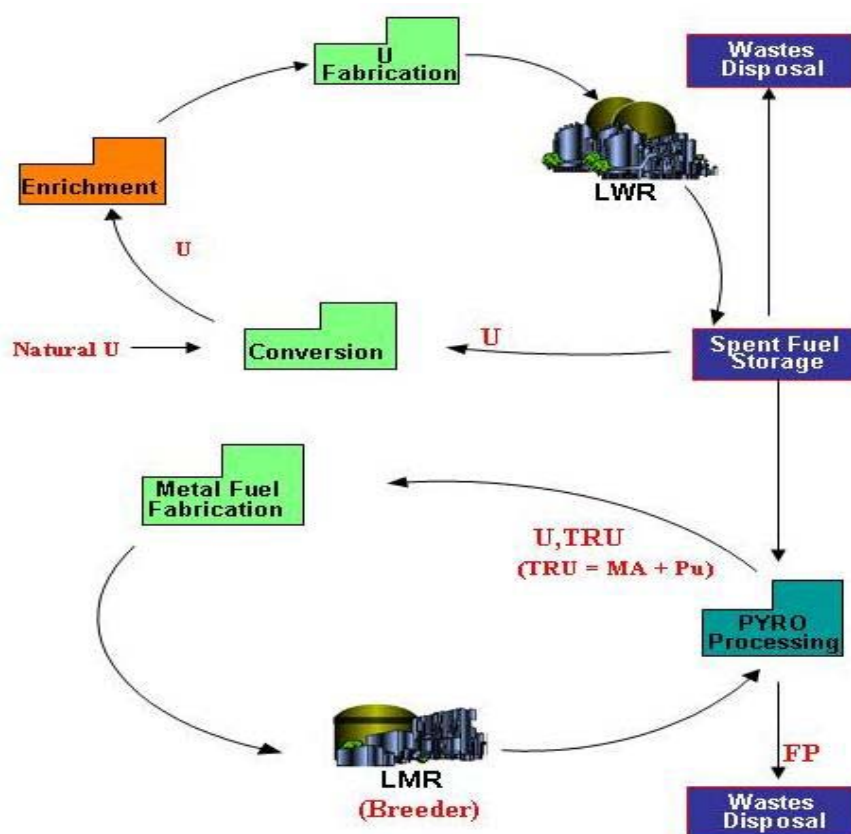 U
Fabrication
Wastes
Disposal
Enrichment
LWR
U
Natural U
Conversion
U
Spent Fuel
Storage
Metal Fuel
Fabrication
U,TRU
(TRU = MA + Pu)
PYRO
Processing
LMR
(Breeder)
FP
Wastes
Disposal